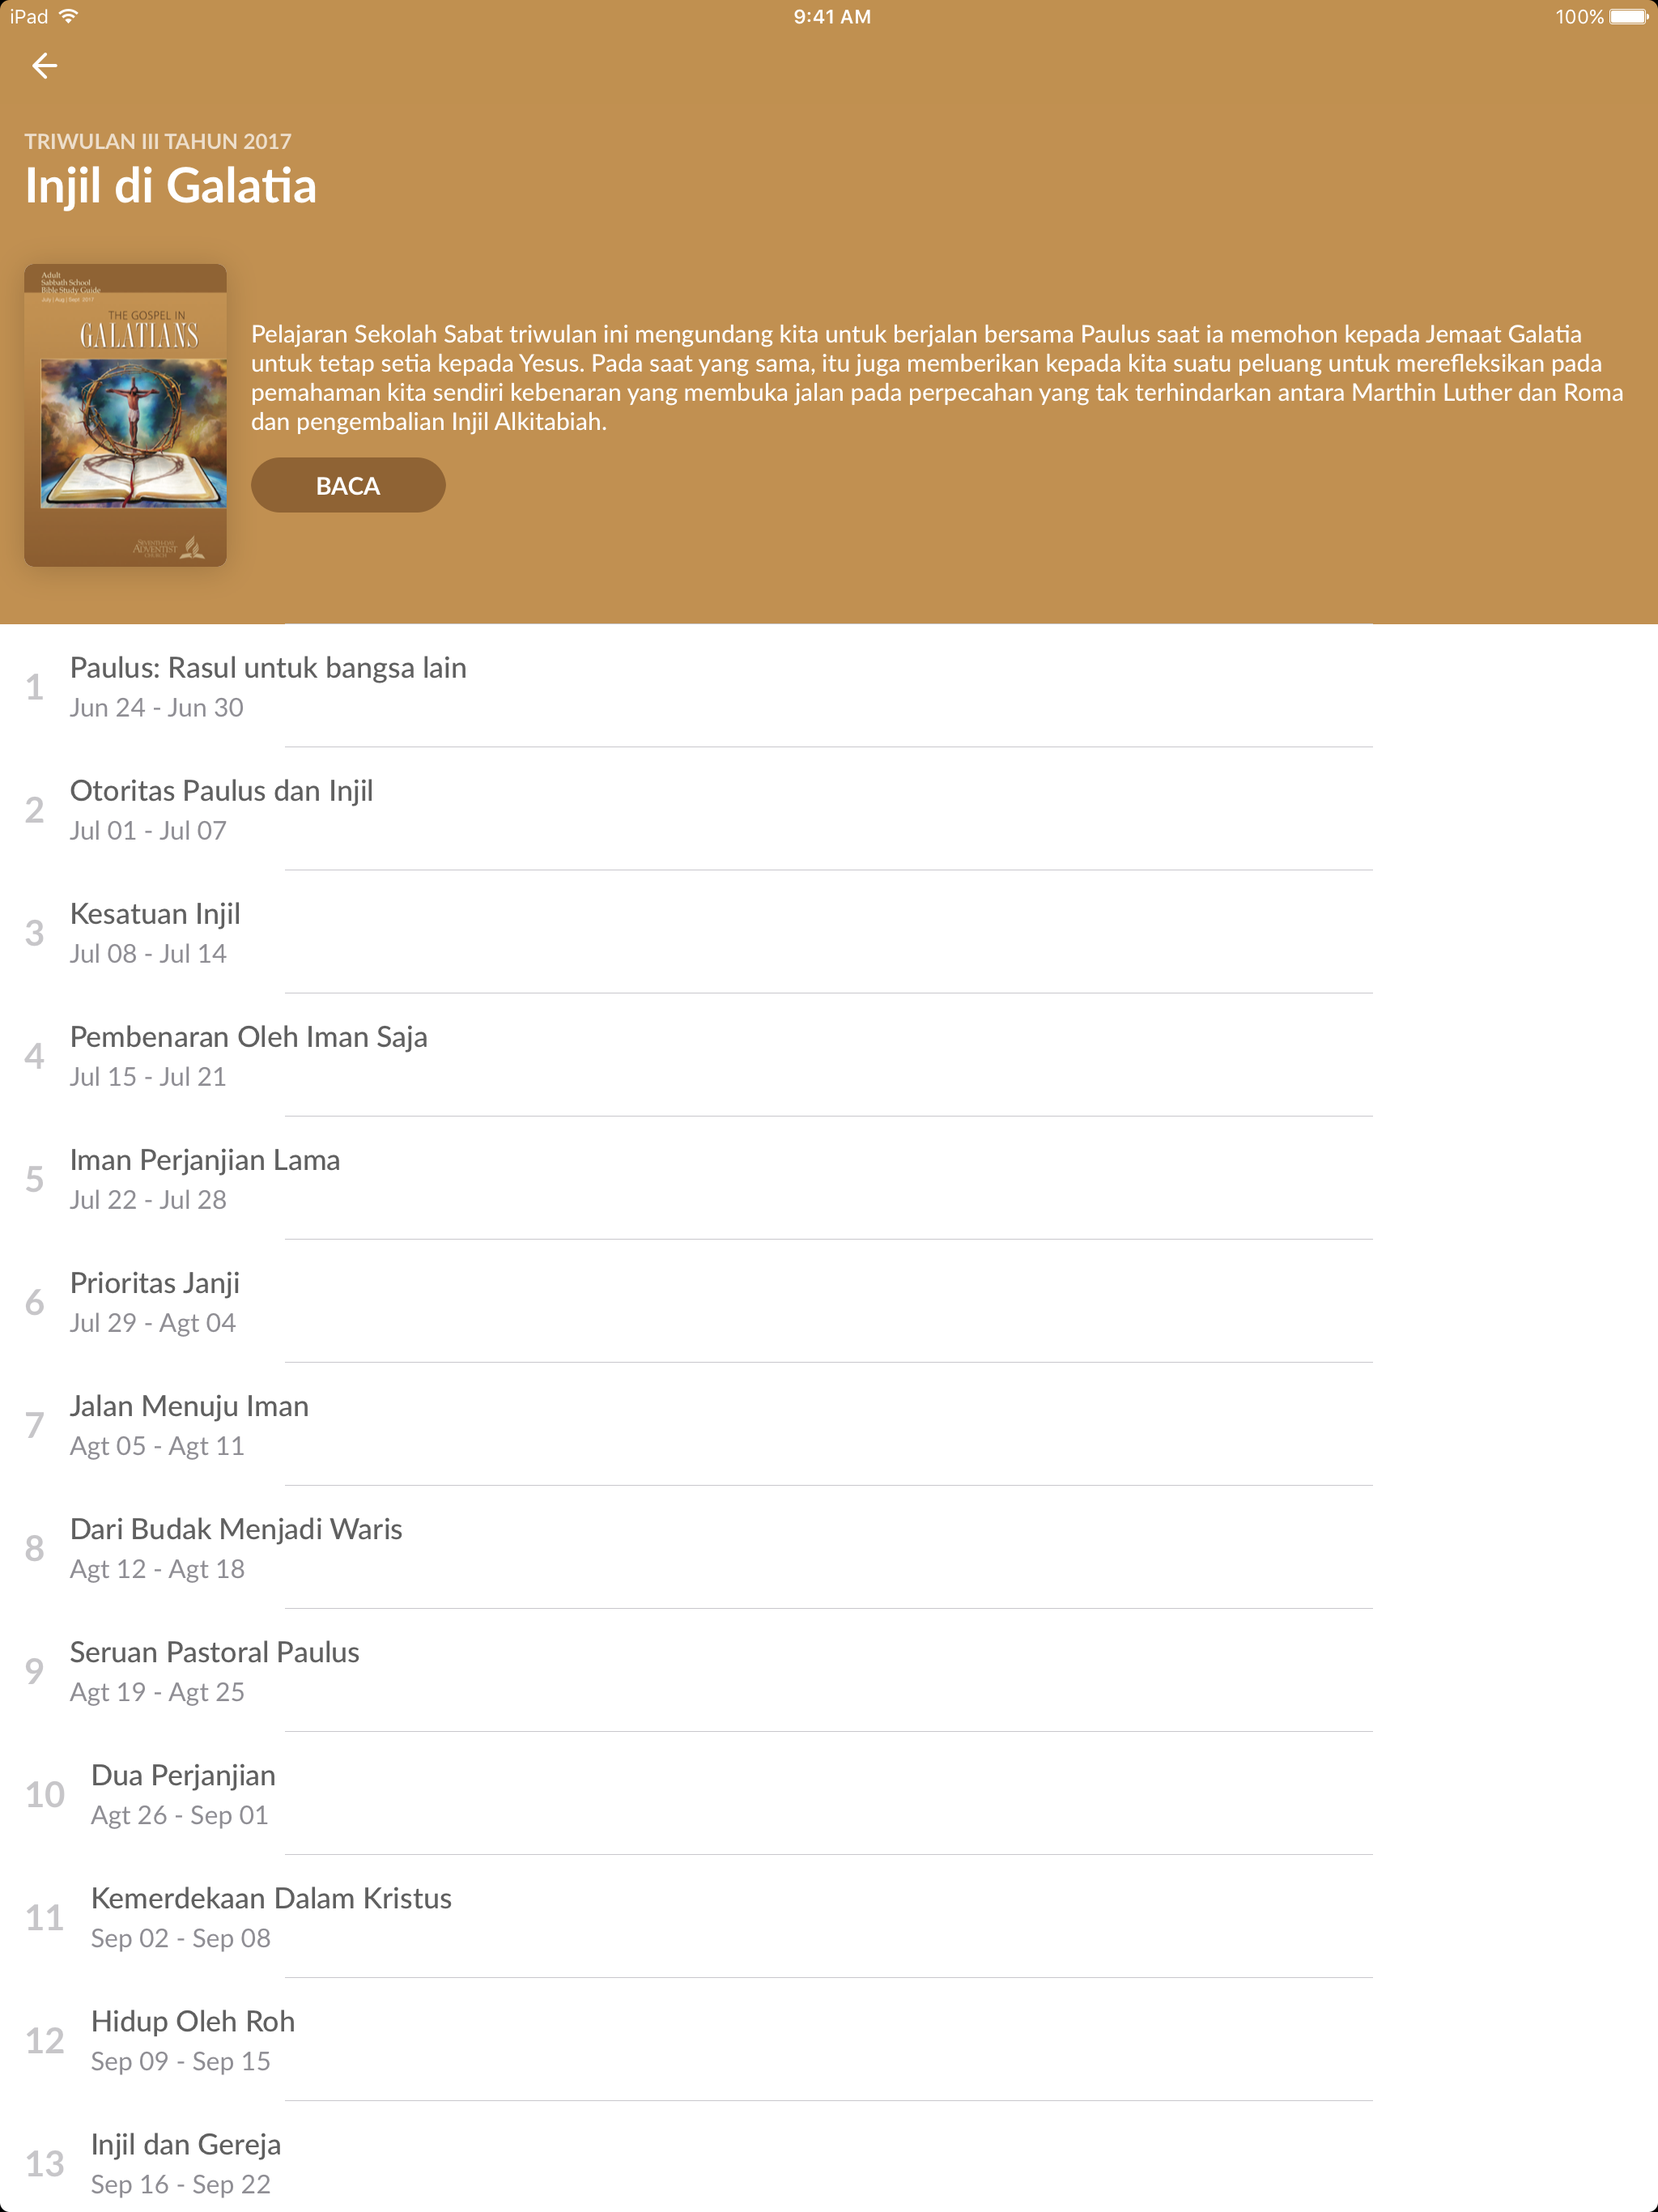 iPad
9:41 AM
100%
TRIWULAN III TAHUN 2017
Injil di Galatia
Adult
Sabbath School
Bible Study Guide
July | Aug | Sept 2017
THE GOSPEL IN
GALATIANS
SEVENTH-DAY
ADVENTIST
CHURCH
Pelajaran Sekolah Sabat triwulan ini mengundang kita untuk berjalan bersama Paulus saat ia memohon kepada Jemaat Galatia
untuk tetap setia kepada Yesus. Pada saat yang sama, itu juga memberikan kepada kita suatu peluang untuk merefleksikan pada
pemahaman kita sendiri kebenaran yang membuka jalan pada perpecahan yang tak terhindarkan antara Marthin Luther dan Roma
dan pengembalian Injil Alkitabiah.
BACA
1
Paulus: Rasul untuk bangsa lain
Jun 24 - Jun 30
2
Otoritas Paulus dan Injil
Jul 01 - Jul 07
3
Kesatuan Injil
Jul 08 - Jul 14
4
Pembenaran Oleh Iman Saja
Jul 15 - Jul 21
5
Iman Perjanjian Lama
Jul 22 - Jul 28
6
Prioritas Janji
Jul 29 - Agt 04
7
Jalan Menuju Iman
Agt 05 - Agt 11
8
Dari Budak Menjadi Waris
Agt 12 - Agt 18
9
Seruan Pastoral Paulus
Agt 19 - Agt 25
10
Dua Perjanjian
Agt 26 - Sep 01
11
Kemerdekaan Dalam Kristus
Sep 02 - Sep 08
12
Hidup Oleh Roh
Sep 09 - Sep 15
13
Injil dan Gereja
Sep 16 - Sep 22